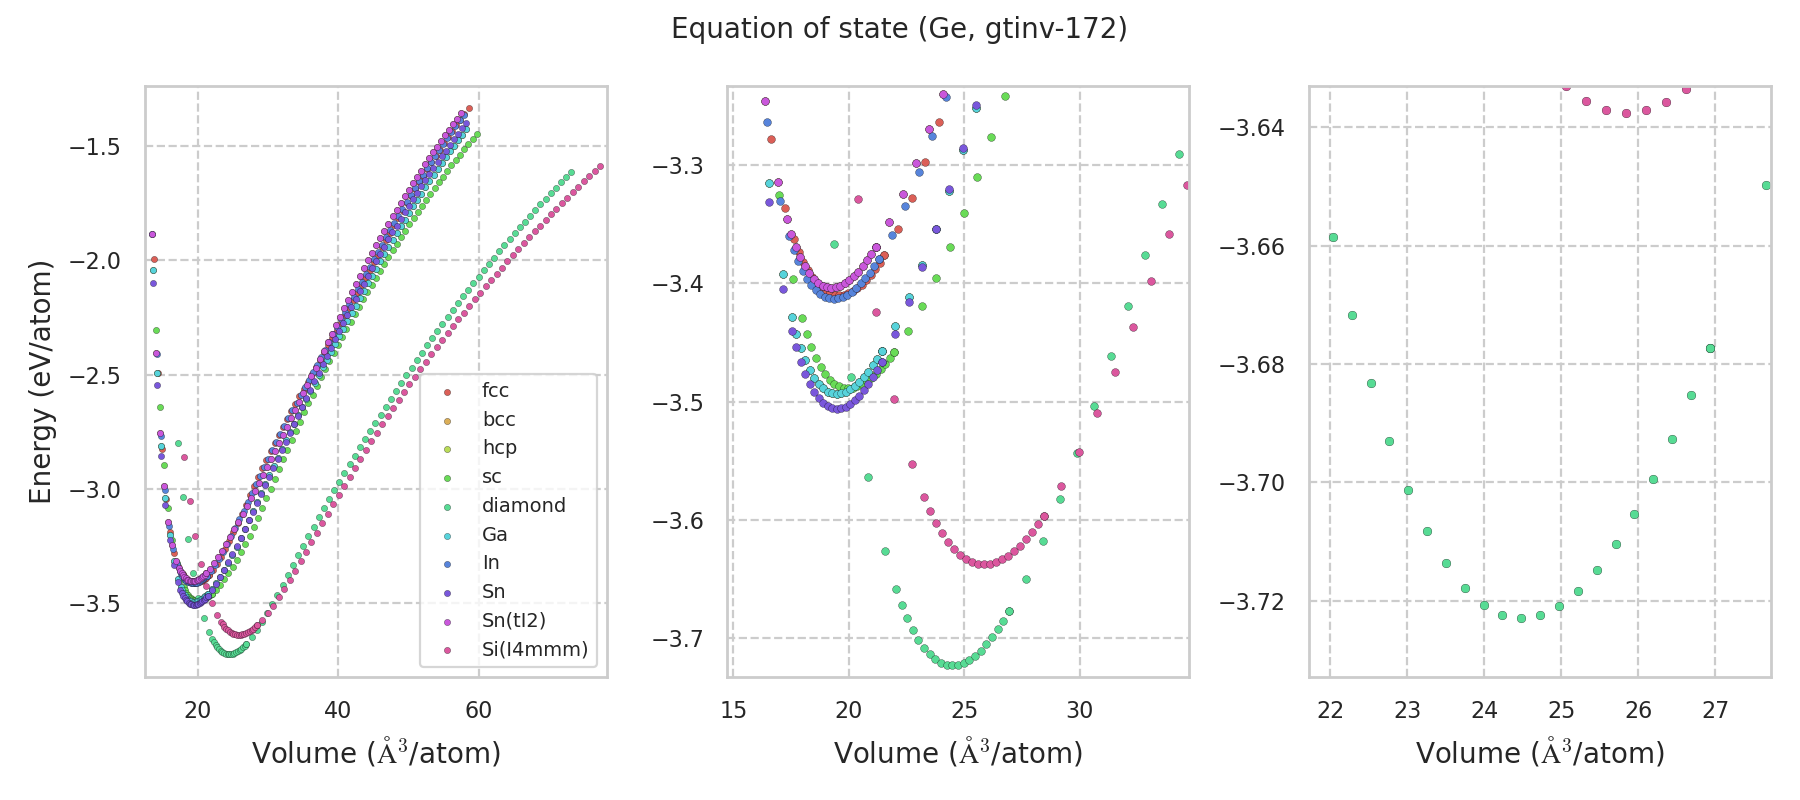 Equation of state (Ge, gtinv-172)
Energy (eV/atom)
−1.5
−2.0
−2.5
−3.0
−3.5
20 40 60
Volume (Å³/atom)
fcc
bcc
hcp
sc
diamond
Ga
In
Sn
Sn(tI2)
Si(I4mmm)
−3.3
−3.4
−3.5
−3.6
−3.7
15 20 25 30
Volume (Å³/atom)
−3.64
−3.66
−3.68
−3.70
−3.72
22 23 24 25 26 27
Volume (Å³/atom)